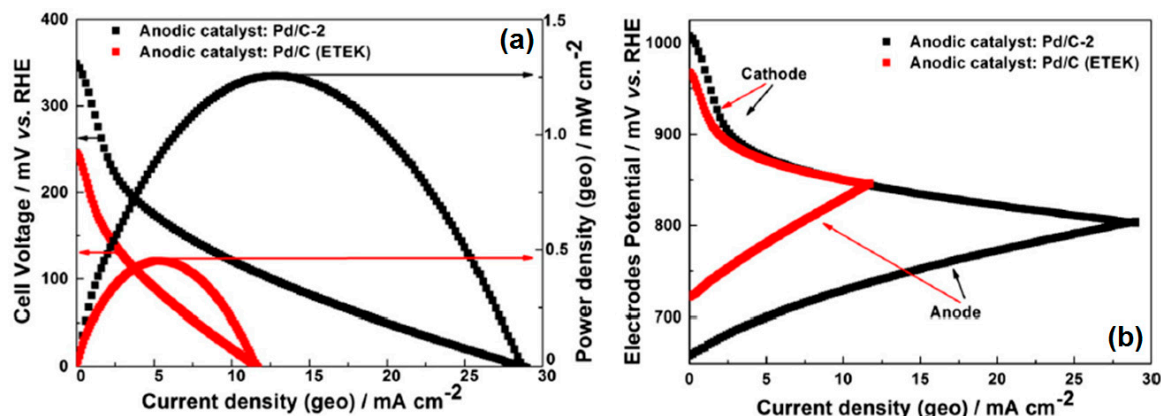 Anodic catalyst: Pd/C-2
Anodic catalyst: Pd/C (ETEK)
(a)
400
300
200
100
0
Cell Voltage / mV vs. RHE
1.5
1.0
0.5
0
Power density (geo) / mW cm-2
0 5 10 15 20 25 30
Current density (geo) / mA cm-2
Anodic catalyst: Pd/C-2
Anodic catalyst: Pd/C (ETEK)
Cathode
Anode
(b)
1000
900
800
700
Electrodes Potential / mV vs. RHE
0 5 10 15 20 25 30
Current density (geo) / mA cm-2